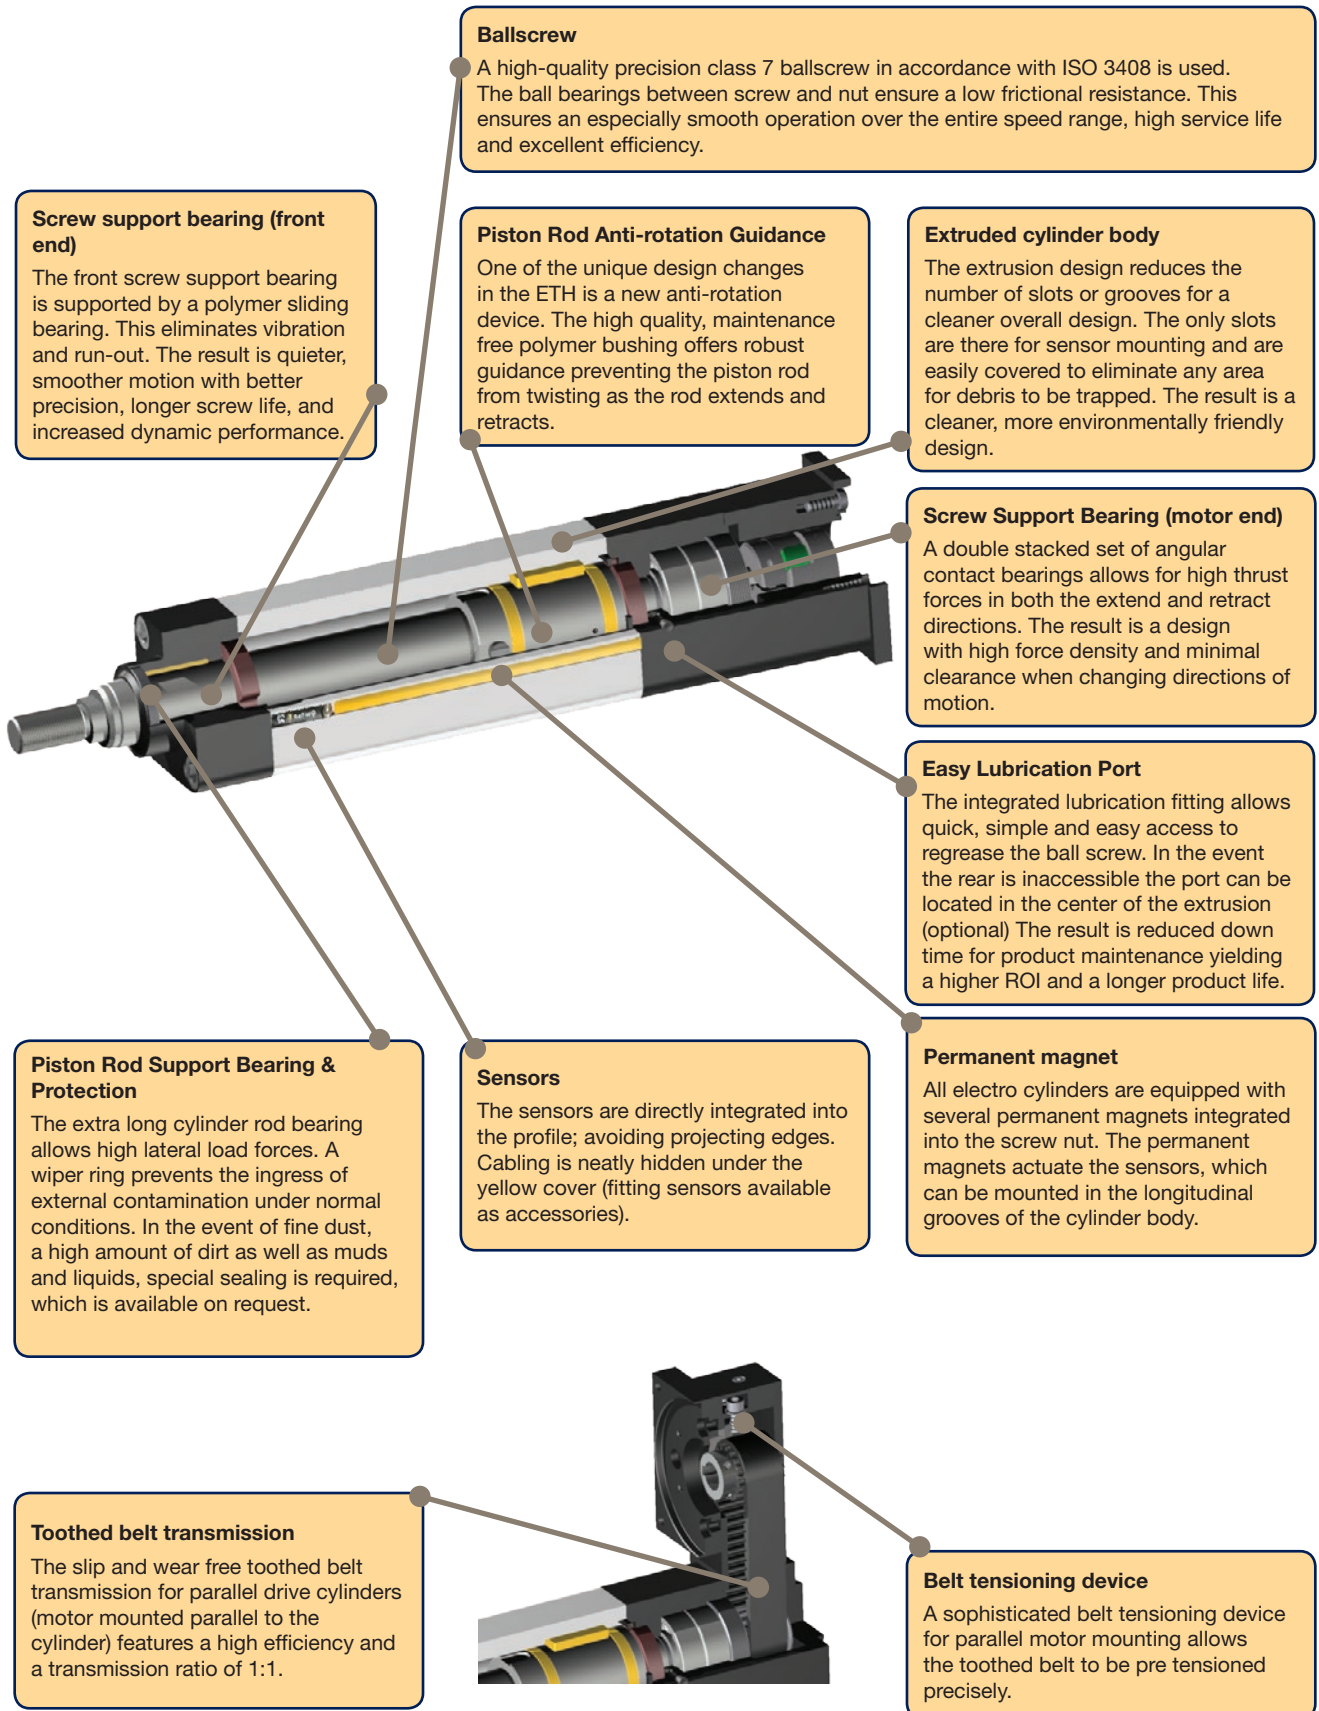 Ballscrew
A high-quality precision class 7 ballscrew in accordance with ISO 3408 is used.
The ball bearings between screw and nut ensure a low frictional resistance. This
ensures an especially smooth operation over the entire speed range, high service life
and excellent efficiency.
Screw support bearing (front
end)
The front screw support bearing
is supported by a polymer sliding
bearing. This eliminates vibration
and run-out. The result is quieter,
smoother motion with better
precision, longer screw life, and
increased dynamic performance.
Piston Rod Anti-rotation Guidance
One of the unique design changes
in the ETH is a new anti-rotation
device. The high quality, maintenance
free polymer bushing offers robust
guidance preventing the piston rod
from twisting as the rod extends and
retracts.
Extruded cylinder body
The extrusion design reduces the
number of slots or grooves for a
cleaner overall design. The only slots
are there for sensor mounting and are
easily covered to eliminate any area
for debris to be trapped. The result is a
cleaner, more environmentally friendly
design.
Screw Support Bearing (motor end)
A double stacked set of angular
contact bearings allows for high thrust
forces in both the extend and retract
directions. The result is a design
with high force density and minimal
clearance when changing directions of
motion.
Easy Lubrication Port
The integrated lubrication fitting allows
quick, simple and easy access to
regrease the ball screw. In the event
the rear is inaccessible the port can be
located in the center of the extrusion
(optional) The result is reduced down
time for product maintenance yielding
a higher ROI and a longer product life.
Piston Rod Support Bearing &
Protection
The extra long cylinder rod bearing
allows high lateral load forces. A
wiper ring prevents the ingress of
external contamination under normal
conditions. In the event of fine dust,
a high amount of dirt as well as muds
and liquids, special sealing is required,
which is available on request.
Sensors
The sensors are directly integrated into
the profile; avoiding projecting edges.
Cabling is neatly hidden under the
yellow cover (fitting sensors available
as accessories).
Permanent magnet
All electro cylinders are equipped with
several permanent magnets integrated
into the screw nut. The permanent
magnets actuate the sensors, which
can be mounted in the longitudinal
grooves of the cylinder body.
Toothed belt transmission
The slip and wear free toothed belt
transmission for parallel drive cylinders
(motor mounted parallel to the
cylinder) features a high efficiency and
a transmission ratio of 1:1.
Belt tensioning device
A sophisticated belt tensioning device
for parallel motor mounting allows
the toothed belt to be pre tensioned
precisely.